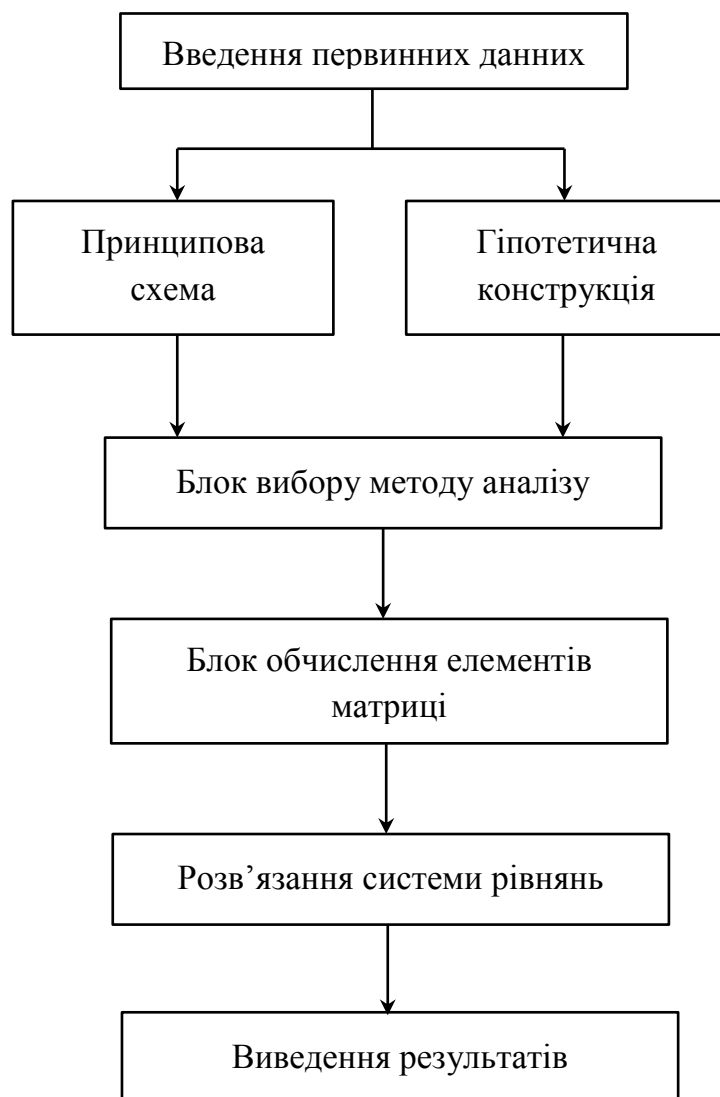 Введення первинних данних
Принципова
схема
Гіпотетична
конструкція
Блок вибору методу аналізу
Блок обчислення елементів
матриці
Розв’язання системи рівнянь
Виведення результатів